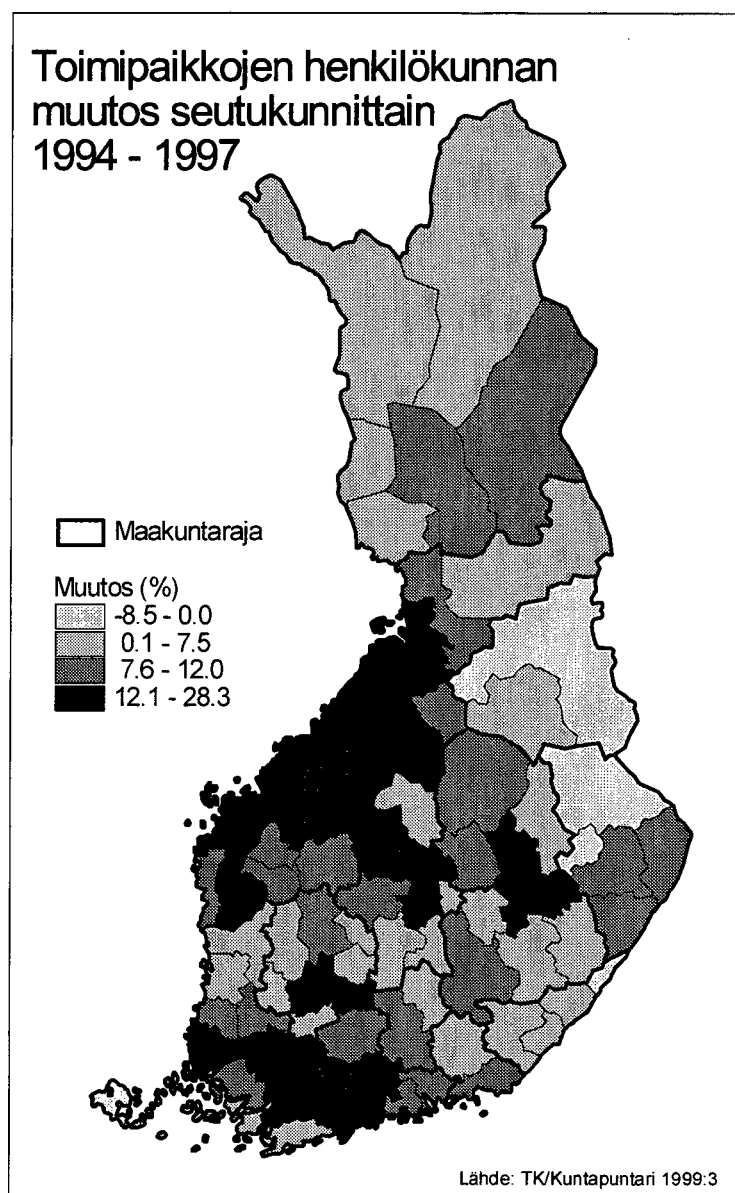 Toimipaikkojen henkilökunnan
muutos seutukunnittain
1994 - 1997
Maakuntaraja
Muutos (%)
-8.5 - 0.0
0.1 - 7.5
7.6 - 12.0
12.1 - 28.3
Lähde: TK/Kuntapuntari 1999:3